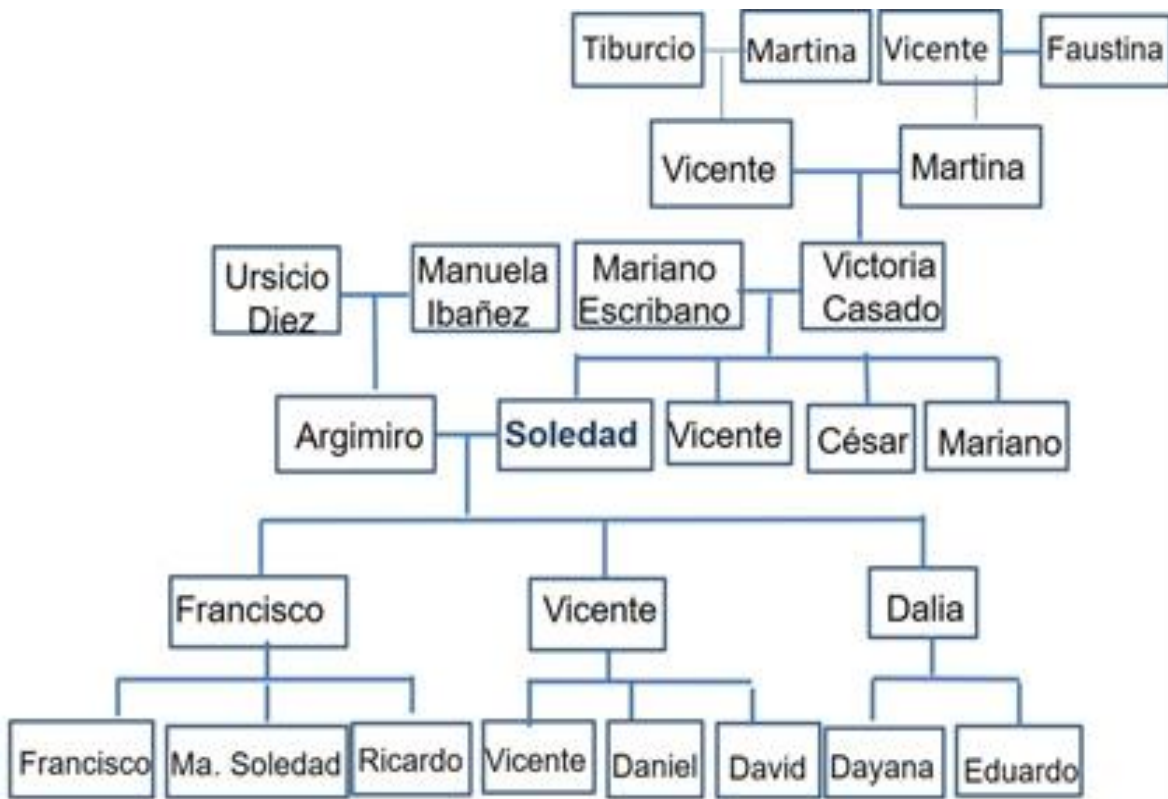 Tiburcio
Martina
Vicente
Faustina
Vicente
Martina
Ursicio
Diez
Manuela
Ibañez
Mariano
Escribano
Victoria
Casado
Argimiro
Soledad
Vicente
César
Mariano
Francisco
Vicente
Dalia
Francisco
Ma. Soledad
Ricardo
Vicente
Daniel
David
Dayana
Eduardo